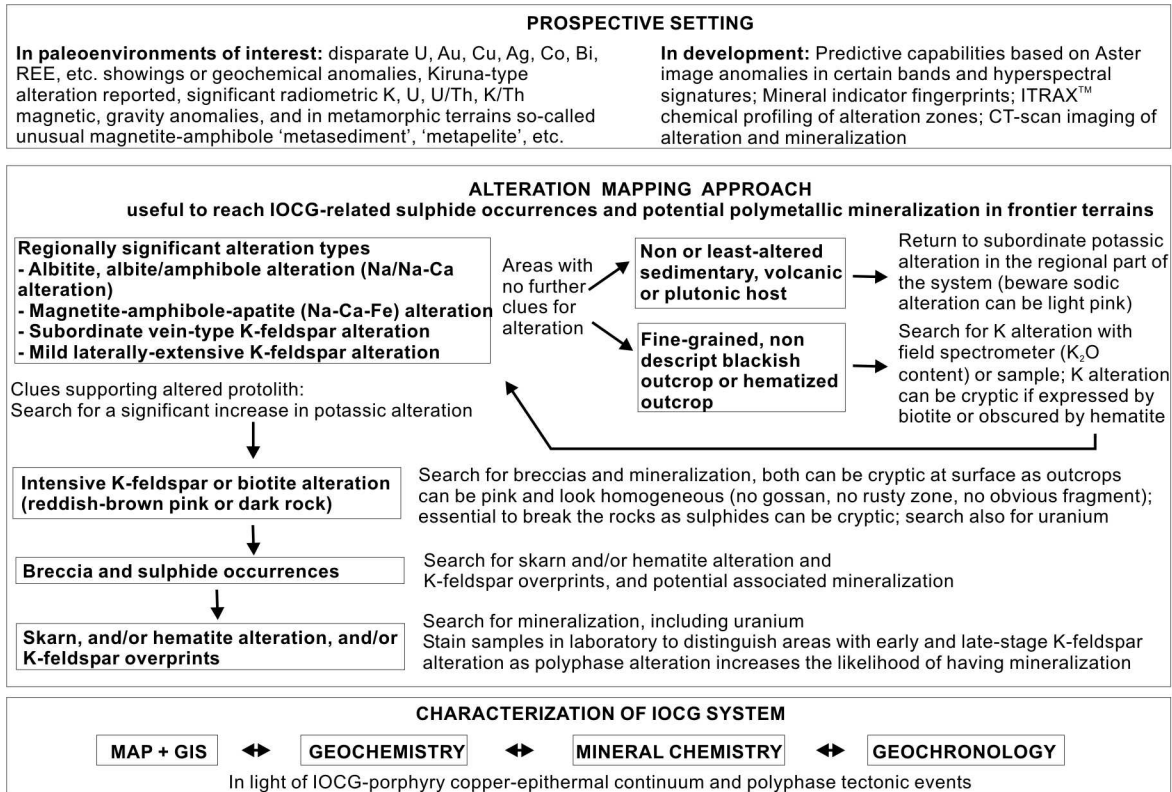 PROSPECTIVE SETTING
In paleoenvironments of interest: disparate U, Au, Cu, Ag, Co, Bi,
REE, etc. showings or geochemical anomalies, Kiruna-type
alteration reported, significant radiometric K, U, U/Th, K/Th
magnetic, gravity anomalies, and in metamorphic terrains so-called
unusual magnetite-amphibole ‘metasediment’, ‘metapelite’, etc.
In development: Predictive capabilities based on Aster
image anomalies in certain bands and hyperspectral
signatures; Mineral indicator fingerprints; ITRAX™
chemical profiling of alteration zones; CT-scan imaging of
alteration and mineralization
ALTERATION MAPPING APPROACH
useful to reach IOCG-related sulphide occurrences and potential polymetallic mineralization in frontier terrains
Regionally significant alteration types
- Albitite, albite/amphibole alteration (Na/Na-Ca
alteration)
- Magnetite-amphibole-apatite (Na-Ca-Fe) alteration
- Subordinate vein-type K-feldspar alteration
- Mild laterally-extensive K-feldspar alteration
Areas with
no further
clues for
alteration
Non or least-altered
sedimentary, volcanic
or plutonic host
Return to subordinate potassic
alteration in the regional part of
the system (beware sodic
alteration can be light pink)
Fine-grained, non
descript blackish
outcrop or hematized
outcrop
Search for K alteration with
field spectrometer (K₂O
content) or sample; K alteration
can be cryptic if expressed by
biotite or obscured by hematite
Clues supporting altered protolith:
Search for a significant increase in potassic alteration
Intensive K-feldspar or biotite alteration
(reddish-brown pink or dark rock)
Search for breccias and mineralization, both can be cryptic at surface as outcrops
can be pink and look homogeneous (no gossan, no rusty zone, no obvious fragment);
essential to break the rocks as sulphides can be cryptic; search also for uranium
Breccia and sulphide occurrences
Search for skarn and/or hematite alteration and
K-feldspar overprints, and potential associated mineralization
Skarn, and/or hematite alteration, and/or
K-feldspar overprints
Search for mineralization, including uranium
Stain samples in laboratory to distinguish areas with early and late-stage K-feldspar
alteration as polyphase alteration increases the likelihood of having mineralization
CHARACTERIZATION OF IOCG SYSTEM
MAP + GIS
GEOCHEMISTRY
MINERAL CHEMISTRY
GEOCHRONOLOGY
In light of IOCG-porphyry copper-epithermal continuum and polyphase tectonic events